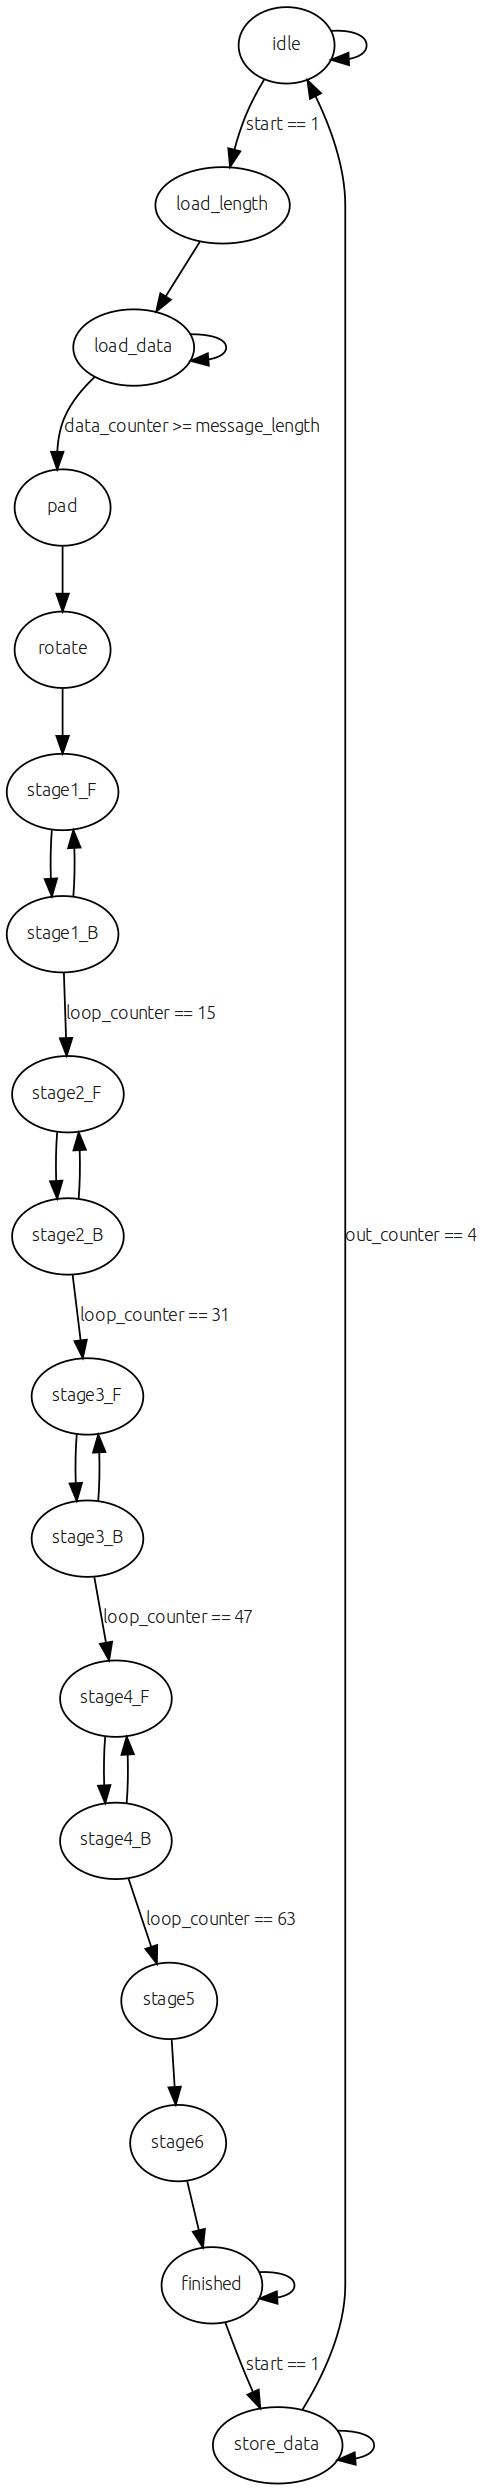 idle
start == 1
load_length
load_data
data_counter >= message_length
pad
rotate
stage1_F
stage1_B
loop_counter == 15
stage2_F
stage2_B
out_counter == 4
loop_counter == 31
stage3_F
stage3_B
loop_counter == 47
stage4_F
stage4_B
loop_counter == 63
stage5
stage6
finished
start == 1
store_data